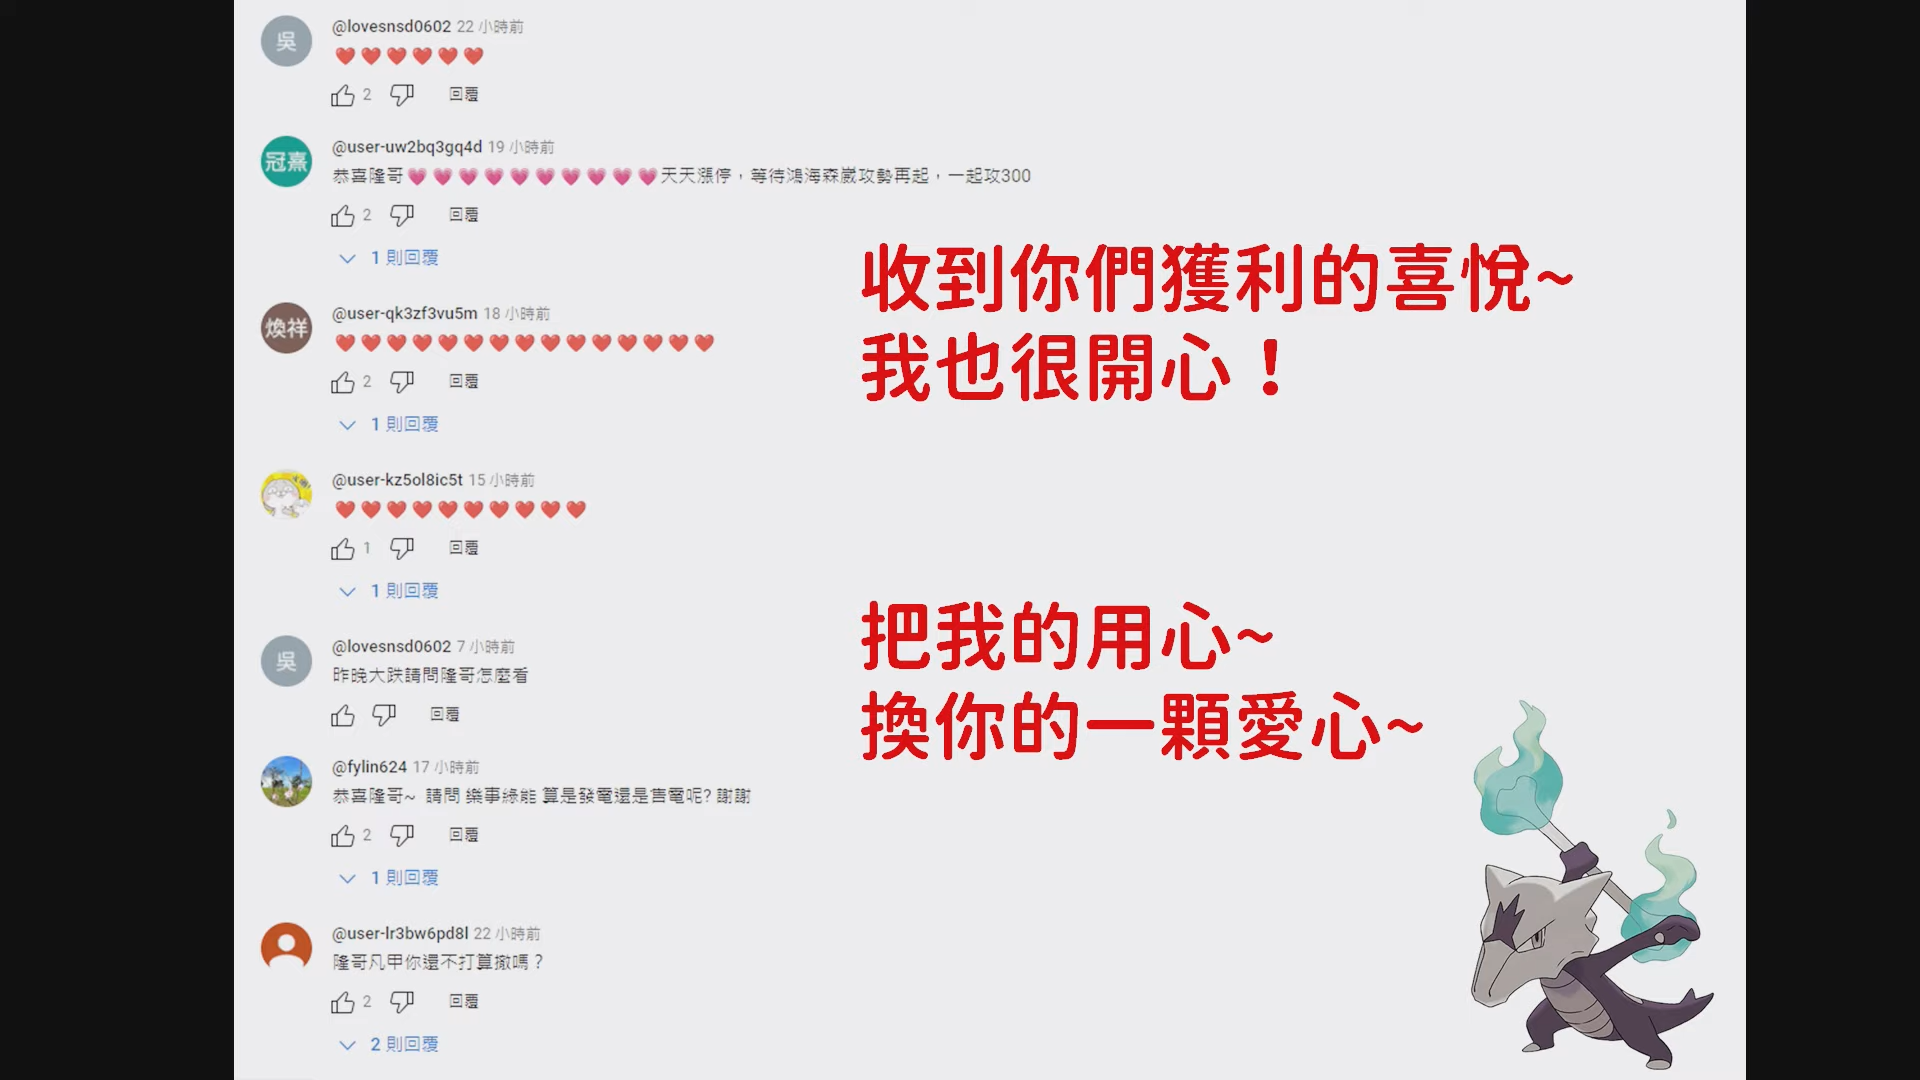 吳
@lovesnsd0602 22 小時前
❤️❤️❤️❤️❤️❤️
2 回覆
冠熹
@user-uw2bq3gq4d 19 小時前
恭喜隆哥💗💗💗💗💗💗💗💗💗💗天天漲停，等待鴻海森崴攻勢再起，一起攻300
2 回覆
1 則回覆
收到你們獲利的喜悅~
我也很開心！
煥祥
@user-qk3zf3vu5m 18 小時前
❤️❤️❤️❤️❤️❤️❤️❤️❤️❤️❤️❤️❤️❤️❤️
2 回覆
1 則回覆
@user-kz5ol8ic5t 15 小時前
❤️❤️❤️❤️❤️❤️❤️❤️❤️❤️
1 回覆
1 則回覆
把我的用心~
換你的一顆愛心~
吳
@lovesnsd0602 7 小時前
昨晚大跌請問隆哥怎麼看
回覆
@fylin624 17 小時前
恭喜隆哥~ 請問 樂事綠能 算是發電還是售電呢? 謝謝
2 回覆
1 則回覆
@user-lr3bw6pd8l 22 小時前
隆哥凡甲你還不打算撤嗎？
2 回覆
2 則回覆